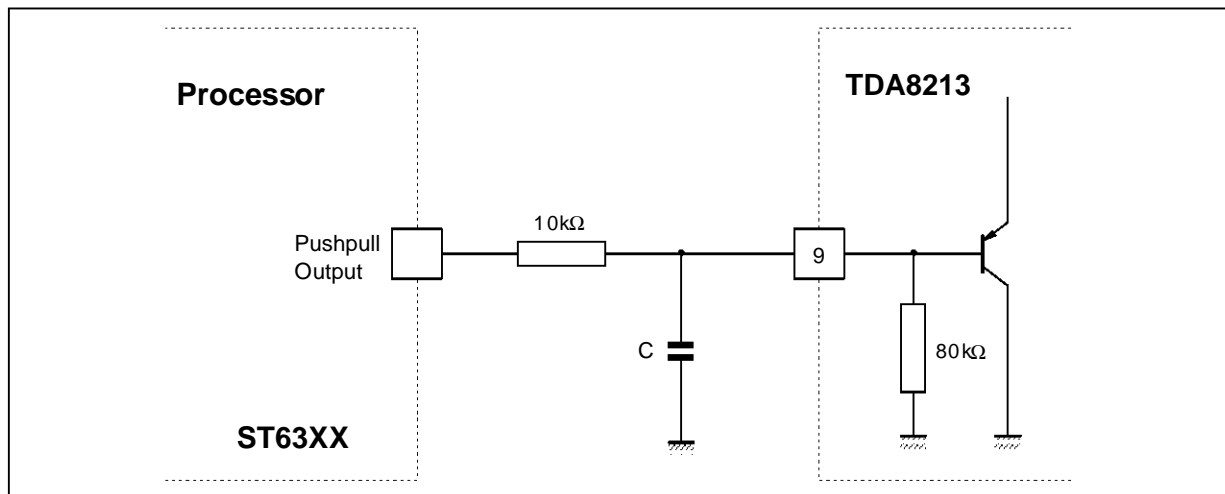 Processor
TDA8213
10kΩ
Pushpull
Output
9
C
80kΩ
ST63XX